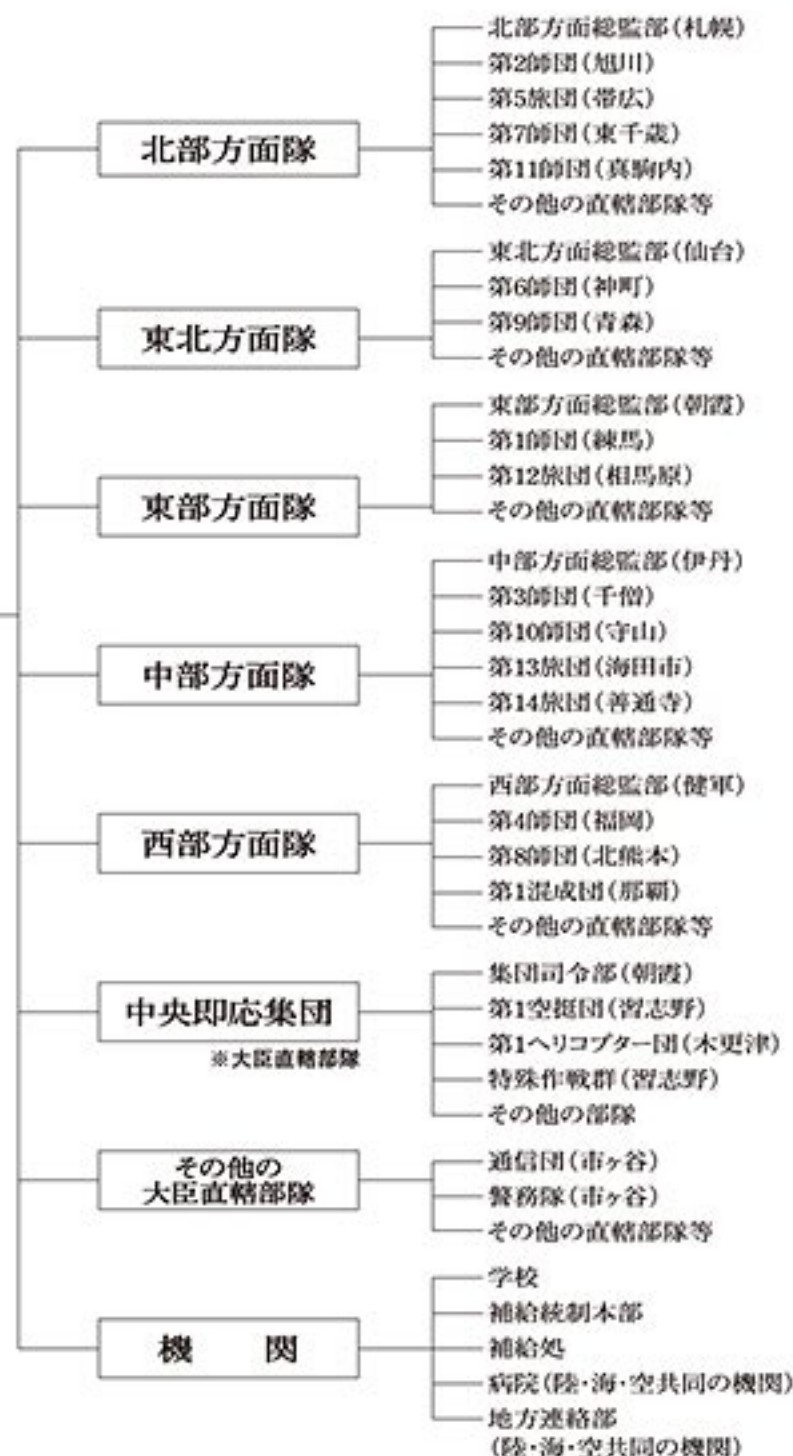 北部方面隊
北部方面総監部(札幌)
第2師団(旭川)
第5旅団(帯広)
第7師団(東千歳)
第11師団(真駒内)
その他の直轄部隊等
東北方面隊
東北方面総監部(仙台)
第6師団(神町)
第9師団(青森)
その他の直轄部隊等
東部方面隊
東部方面総監部(朝霞)
第1師団(練馬)
第12旅団(相馬原)
その他の直轄部隊等
中部方面隊
中部方面総監部(伊丹)
第3師団(千僧)
第10師団(守山)
第13旅団(海田市)
第14旅団(善通寺)
その他の直轄部隊等
西部方面隊
西部方面総監部(健軍)
第4師団(福岡)
第8師団(北熊本)
第1混成団(那覇)
その他の直轄部隊等
中央即応集団
※大臣直轄部隊
集団司令部(朝霞)
第1空挺団(習志野)
第1ヘリコプター団(木更津)
特殊作戦群(習志野)
その他の部隊
その他の
大臣直轄部隊
通信団(市ヶ谷)
警務隊(市ヶ谷)
その他の直轄部隊等
機 関
学校
補給統制本部
補給処
病院(陸・海・空共同の機関)
地方連絡部
(陸・海・空共同の機関)